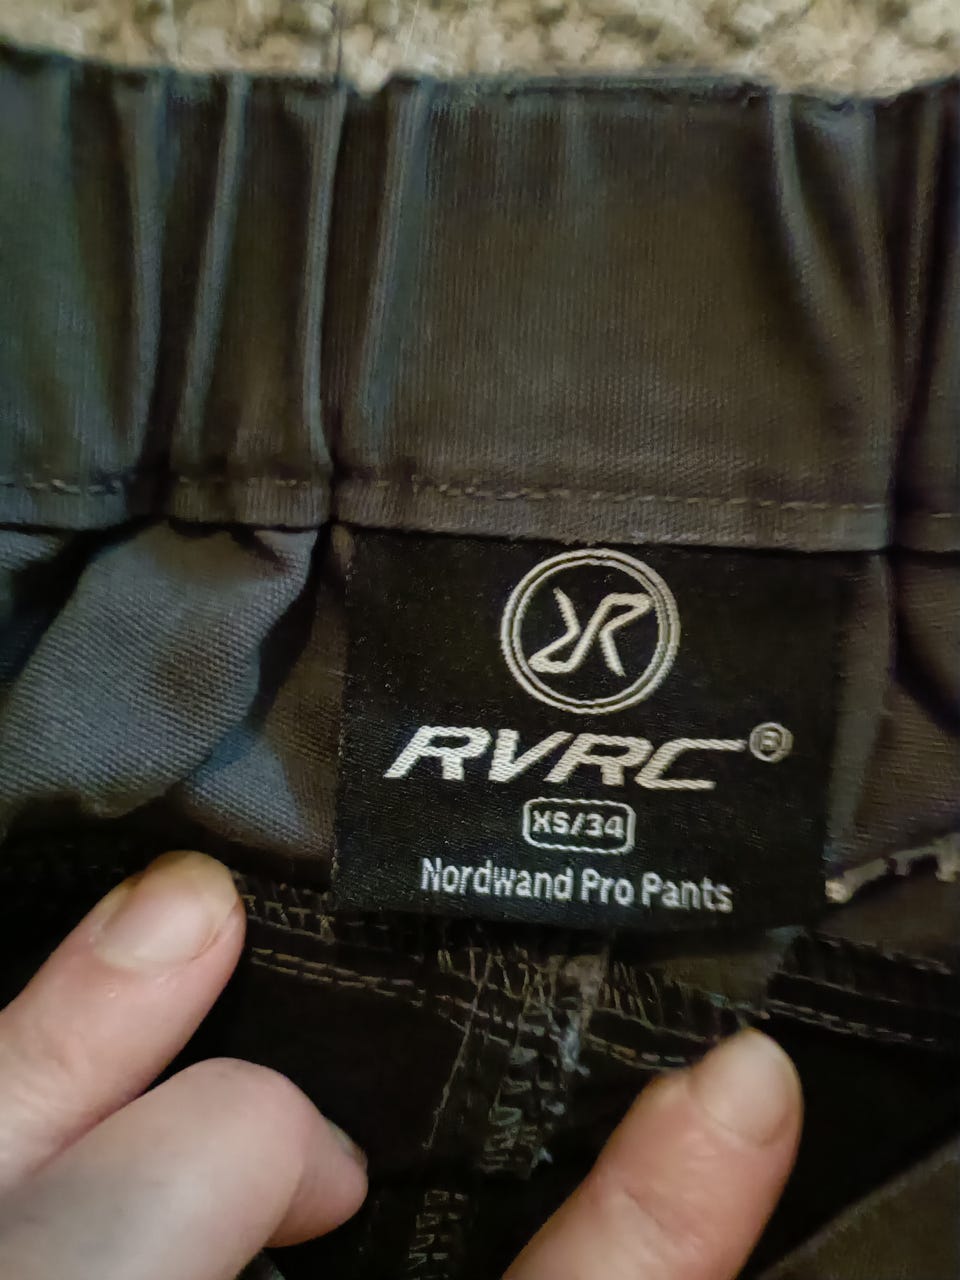 RVRC®
XS/34
Nordwand Pro Pants